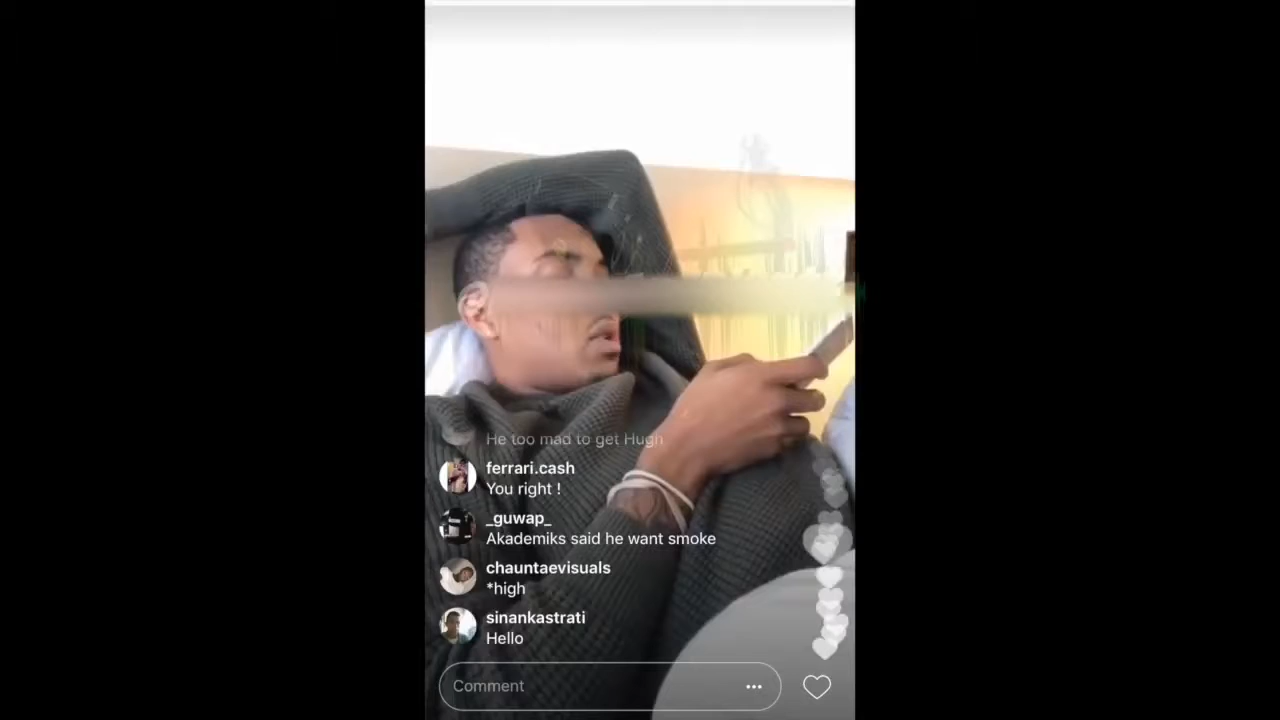 He too mad to get Hugh
ferrari.cash
You right !
_guwap_
Akademiks said he want smoke
chauntaevisuals
*high
sinankastrati
Hello
Comment